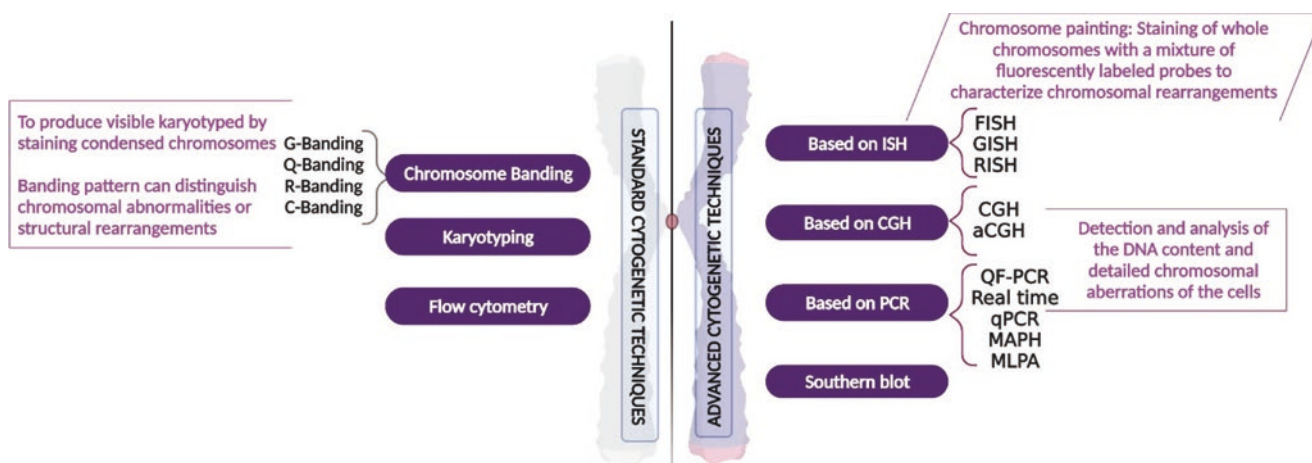 To produce visible karyotyped by
staining condensed chromosomes
Banding pattern can distinguish
chromosomal abnormalities or
structural rearrangements
G-Banding
Q-Banding
R-Banding
C-Banding
Chromosome Banding
Karyotyping
Flow cytometry
STANDARD CYTOGENETIC TECHNIQUES
ADVANCED CYTOGENETIC TECHNIQUES
Chromosome painting: Staining of whole
chromosomes with a mixture of
fluorescently labeled probes to
characterize chromosomal rearrangements
Based on ISH
FISH
GISH
RISH
Based on CGH
CGH
aCGH
Detection and analysis of
the DNA content and
detailed chromosomal
aberrations of the cells
Based on PCR
QF-PCR
Real time
qPCR
MAPH
MLPA
Southern blot